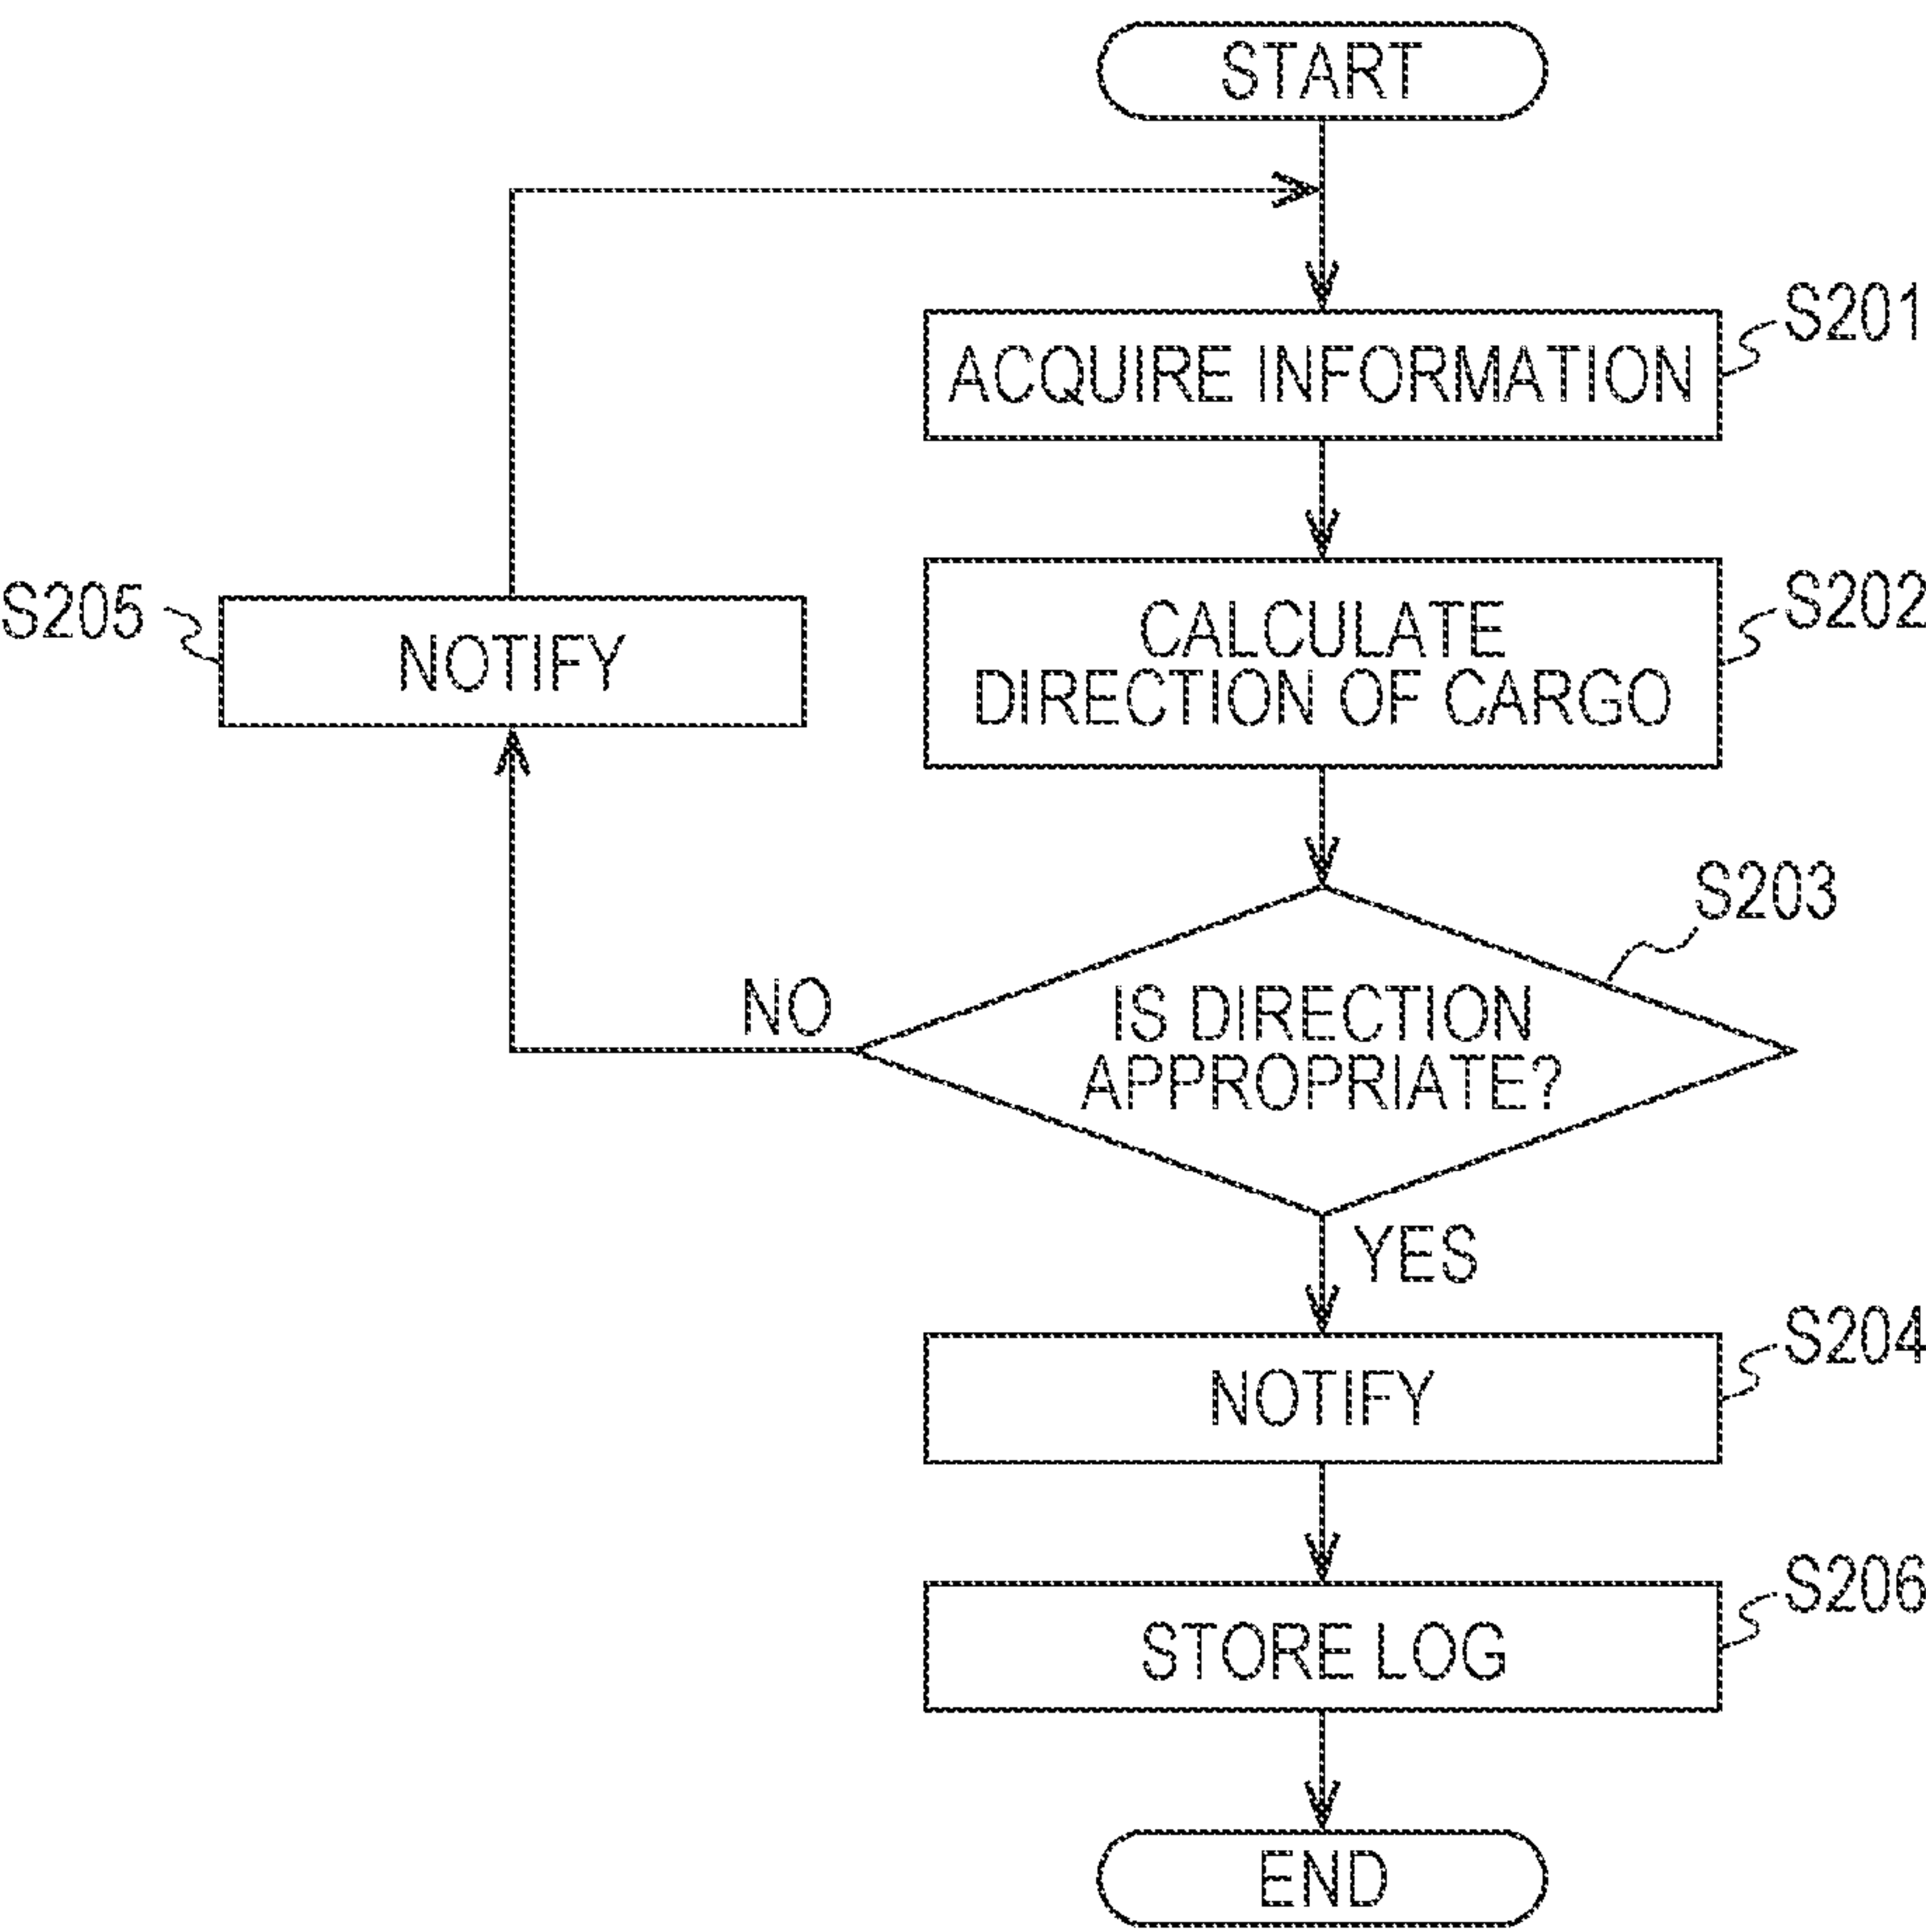 START
ACQUIRE INFORMATION
S201
CALCULATE
DIRECTION OF CARGO
S202
S205
NOTIFY
S203
IS DIRECTION
APPROPRIATE?
NO
YES
NOTIFY
S204
STORE LOG
S206
END